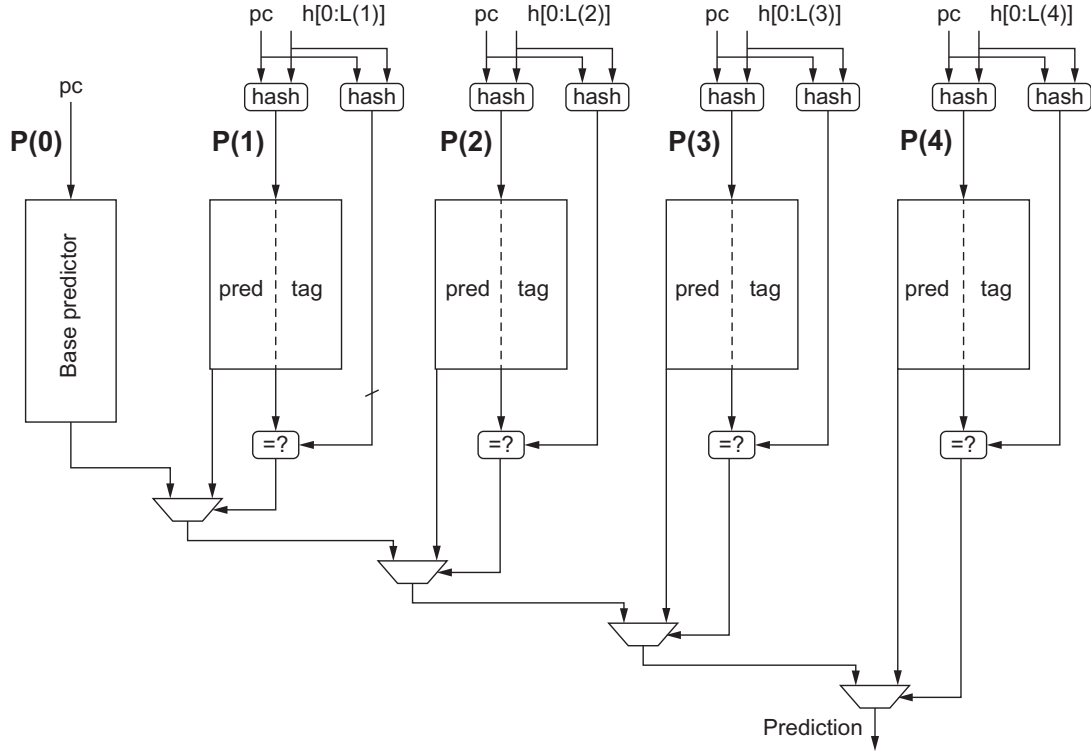 pc h[0:L(1)] pc h[0:L(2)] pc h[0:L(3)] pc h[0:L(4)]
hash hash hash hash hash hash hash hash
pc
P(0) P(1) P(2) P(3) P(4)
Base predictor
pred tag pred tag pred tag pred tag
=? =? =? =?
Prediction